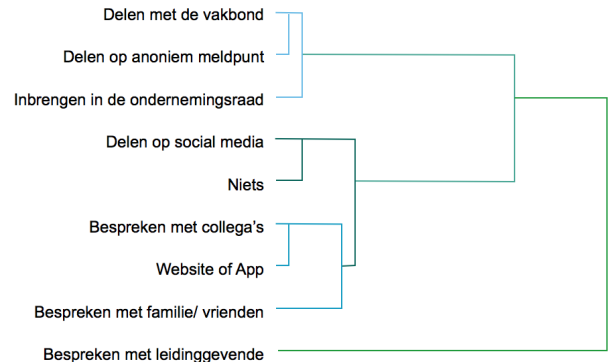 Delen met de vakbond
Delen op anoniem meldpunt
Inbrengen in de ondernemingsraad
Delen op social media
Niets
Bespreken met collega's
Website of App
Bespreken met familie/ vrienden
Bespreken met leidinggevende